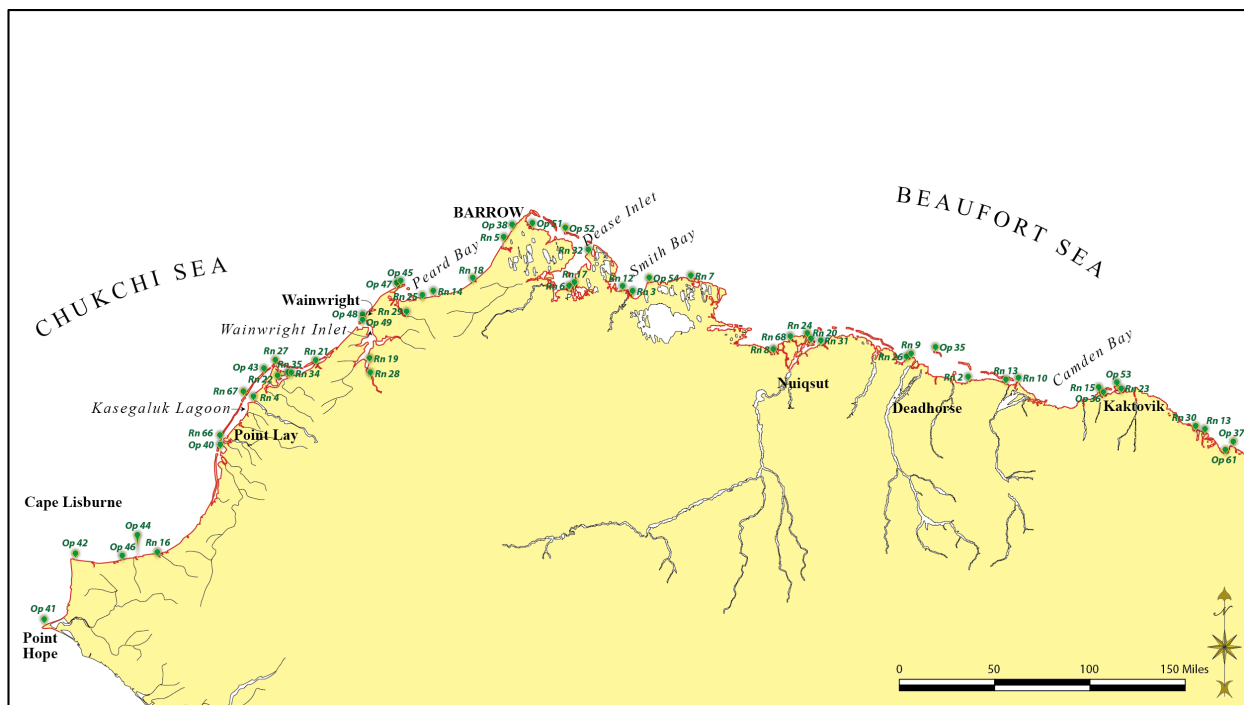 BEAUFORT SEA
CHUKCHI SEA
BARROW
Op 38
Rn 5
Op 51
Op 52
Dease Inlet
Rn 32
Smith Bay
Peard Bay
Op 45
Op 47
Rn 18
Rn 17
Rn 6
Rn 12
Rn 3
Op 54
Rn 7
Rn 25
Rn 14
Rn 29
Wainwright
Op 48
Op 49
Wainwright Inlet
Rn 24
Rn 68
Rn 20
Rn 31
Rn 8
Rn 9
Rn 26
Op 35
Rn 27
Rn 21
Op 43
Rn 35
Rn 22
Rn 34
Rn 19
Rn 28
Rn 67
Rn 4
Kasegaluk Lagoon
Nuiqsut
Rn 2
Rn 13
Rn 10
Camden Bay
Op 53
Rn 15
Op 36
Rn 23
Deadhorse
Kaktovik
Rn 66
Op 40
Point Lay
Rn 30
Rn 13
Op 37
Op 61
Cape Lisburne
Op 44
Op 42
Op 46
Rn 16
Op 41
Point
Hope
N
0 50 100 150 Miles